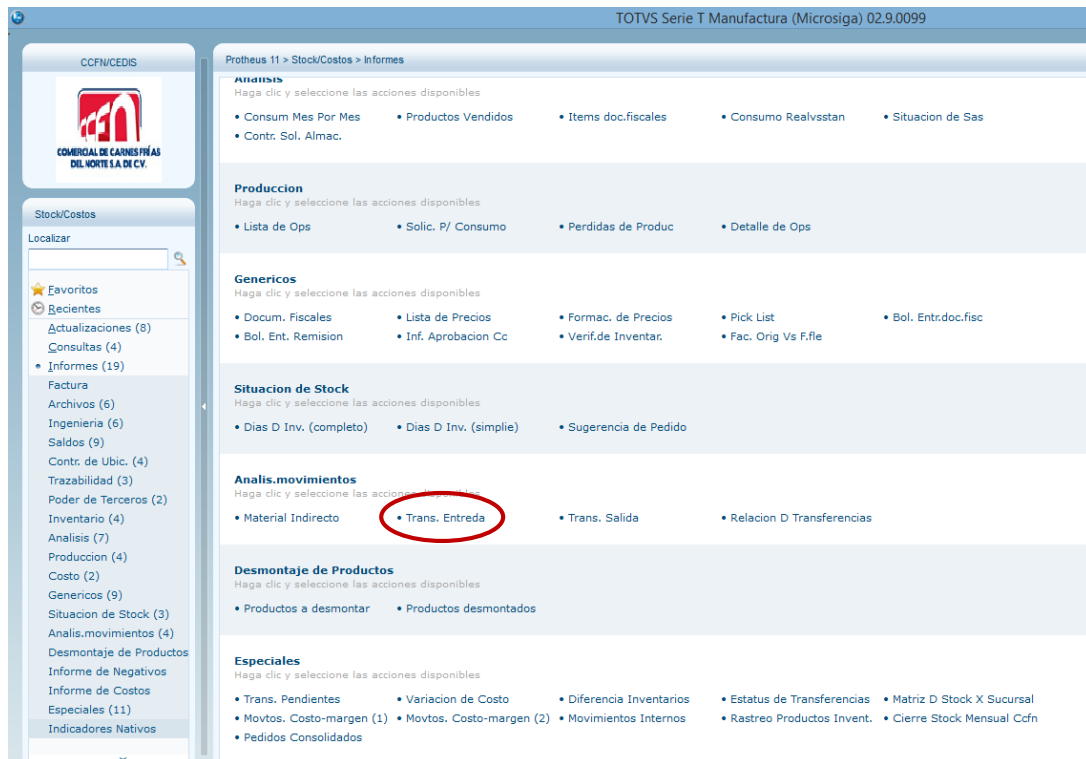 TOTVS Serie T Manufactura (Microsiga) 02.9.0099
CCFN/CEDIS
ccfn
COMERCIAL DE CARNES FRÍAS
DEL NORTE S.A. DE C.V.
Stock/Costos
Localizar
Favoritos
Recientes
Actualizaciones (8)
Consultas (4)
• Informes (19)
Factura
Archivos (6)
Ingenieria (6)
Saldos (9)
Contr. de Ubic. (4)
Trazabilidad (3)
Poder de Terceros (2)
Inventario (4)
Analisis (7)
Produccion (4)
Costo (2)
Genericos (9)
Situacion de Stock (3)
Analis.movimientos (4)
Desmontaje de Productos
Informe de Negativos
Informe de Costos
Especiales (11)
Indicadores Nativos
Protheus 11 > Stock/Costos > Informes
Analisis
Haga clic y seleccione las acciones disponibles
• Consum Mes Por Mes • Productos Vendidos • Items doc.fiscales • Consumo Realvsstan • Situacion de Sas
• Contr. Sol. Almac.
Produccion
Haga clic y seleccione las acciones disponibles
• Lista de Ops • Solic. P/ Consumo • Perdidas de Produc • Detalle de Ops
Genericos
Haga clic y seleccione las acciones disponibles
• Docum. Fiscales • Lista de Precios • Formac. de Precios • Pick List • Bol. Entr.doc.fisc
• Bol. Ent. Remision • Inf. Aprobacion Cc • Verif.de Inventar. • Fac. Orig Vs F.fle
Situacion de Stock
Haga clic y seleccione las acciones disponibles
• Dias D Inv. (completo) • Dias D Inv. (simplie) • Sugerencia de Pedido
Analis.movimientos
Haga clic y seleccione las acciones disponibles
• Material Indirecto • Trans. Entreda • Trans. Salida • Relacion D Transferencias
Desmontaje de Productos
Haga clic y seleccione las acciones disponibles
• Productos a desmontar • Productos desmontados
Especiales
Haga clic y seleccione las acciones disponibles
• Trans. Pendientes • Variacion de Costo • Diferencia Inventarios • Estatus de Transferencias • Matriz D Stock X Sucursal
• Movtos. Costo-margen (1) • Movtos. Costo-margen (2) • Movimientos Internos • Rastreo Productos Invent. • Cierre Stock Mensual Ccfn
• Pedidos Consolidados